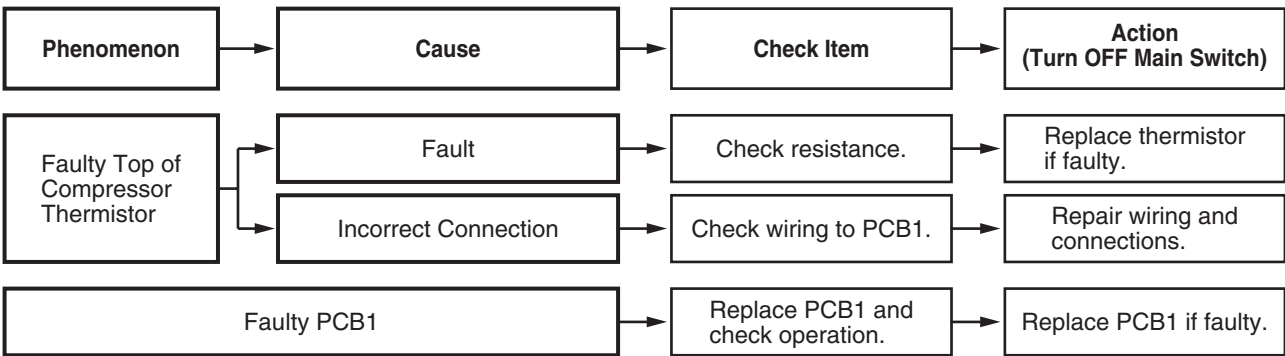 Phenomenon
Cause
Check Item
Action
(Turn OFF Main Switch)
Faulty Top of
Compressor
Thermistor
Fault
Check resistance.
Replace thermistor
if faulty.
Incorrect Connection
Check wiring to PCB1.
Repair wiring and
connections.
Faulty PCB1
Replace PCB1 and
check operation.
Replace PCB1 if faulty.